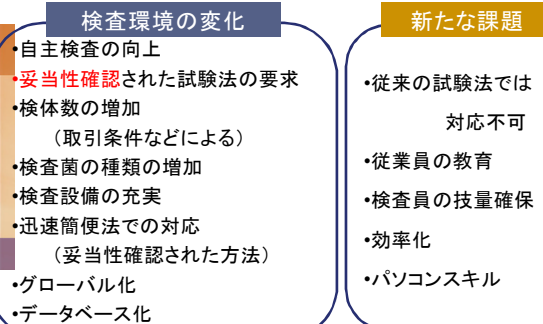 検査環境の変化
•自主検査の向上
•妥当性確認された試験法の要求
•検体数の増加
（取引条件などによる）
•検査菌の種類の増加
•検査設備の充実
•迅速簡便法での対応
（妥当性確認された方法）
•グローバル化
•データベース化
新たな課題
•従来の試験法では
対応不可
•従業員の教育
•検査員の技量確保
•効率化
•パソコンスキル